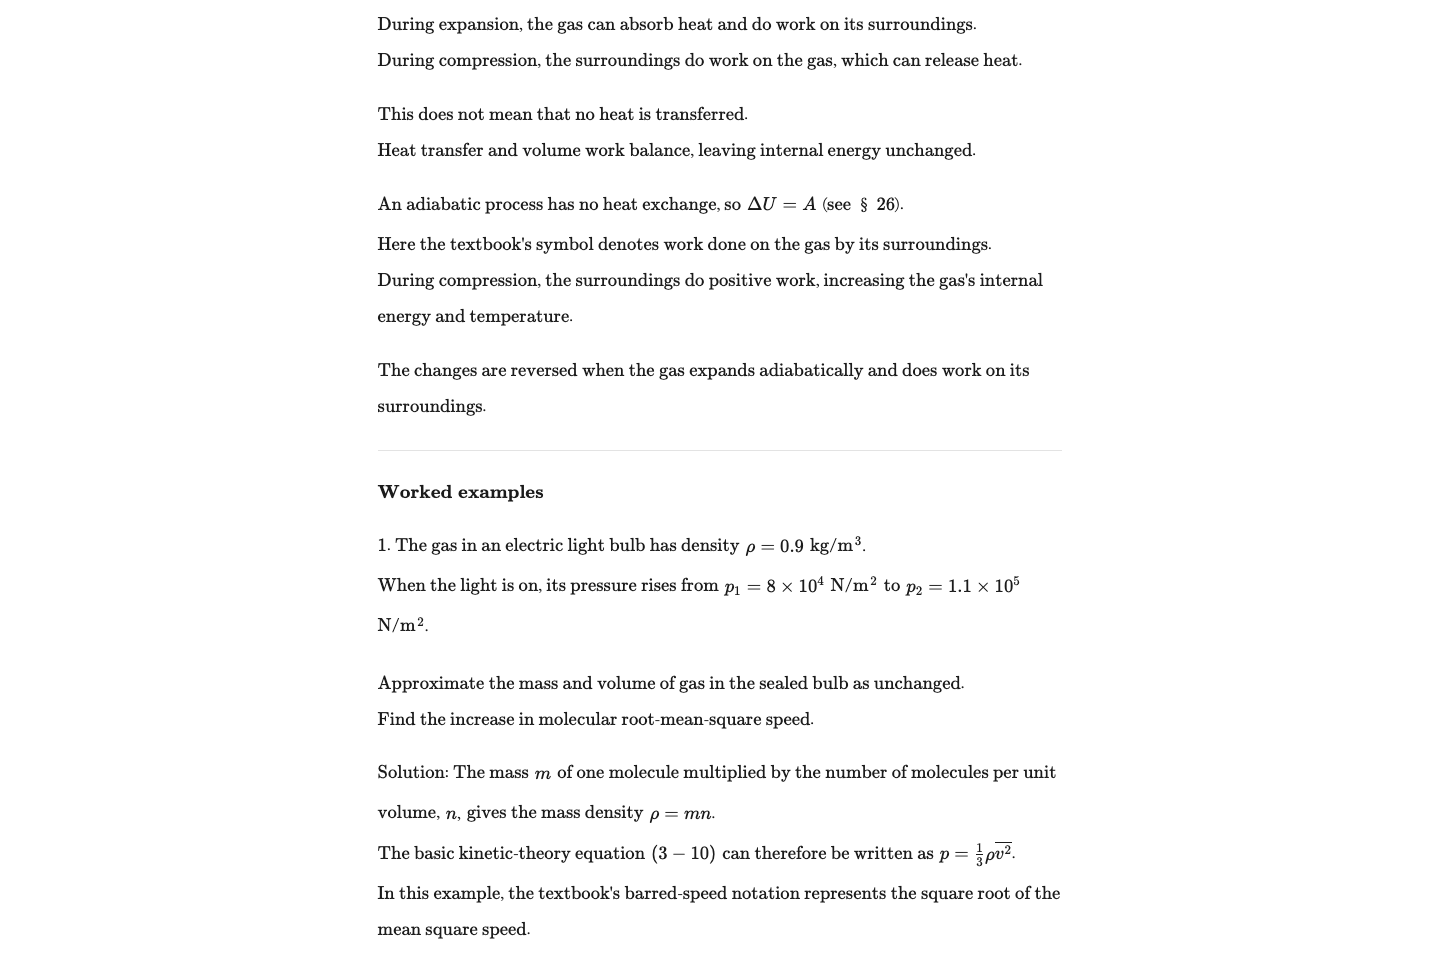 During expansion, the gas can absorb heat and do work on its surroundings.
During compression, the surroundings do work on the gas, which can release heat.
This does not mean that no heat is transferred.
Heat transfer and volume work balance, leaving internal energy unchanged.
An adiabatic process has no heat exchange, so ΔU = A (see § 26).
Here the textbook's symbol denotes work done on the gas by its surroundings.
During compression, the surroundings do positive work, increasing the gas's internal
energy and temperature.
The changes are reversed when the gas expands adiabatically and does work on its
surroundings.
Worked examples
1. The gas in an electric light bulb has density ρ = 0.9 kg/m³.
When the light is on, its pressure rises from p₁ = 8 × 10⁴ N/m² to p₂ = 1.1 × 10⁵
N/m².
Approximate the mass and volume of gas in the sealed bulb as unchanged.
Find the increase in molecular root-mean-square speed.
Solution: The mass m of one molecule multiplied by the number of molecules per unit
volume, n, gives the mass density ρ = mn.
The basic kinetic-theory equation (3 − 10) can therefore be written as p = ⅓ρv̅².
In this example, the textbook's barred-speed notation represents the square root of the
mean square speed.